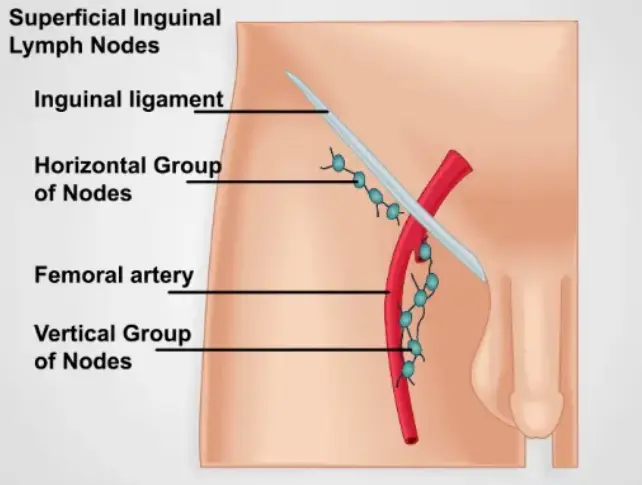 Superficial Inguinal
Lymph Nodes
Inguinal ligament
Horizontal Group
of Nodes
Femoral artery
Vertical Group
of Nodes